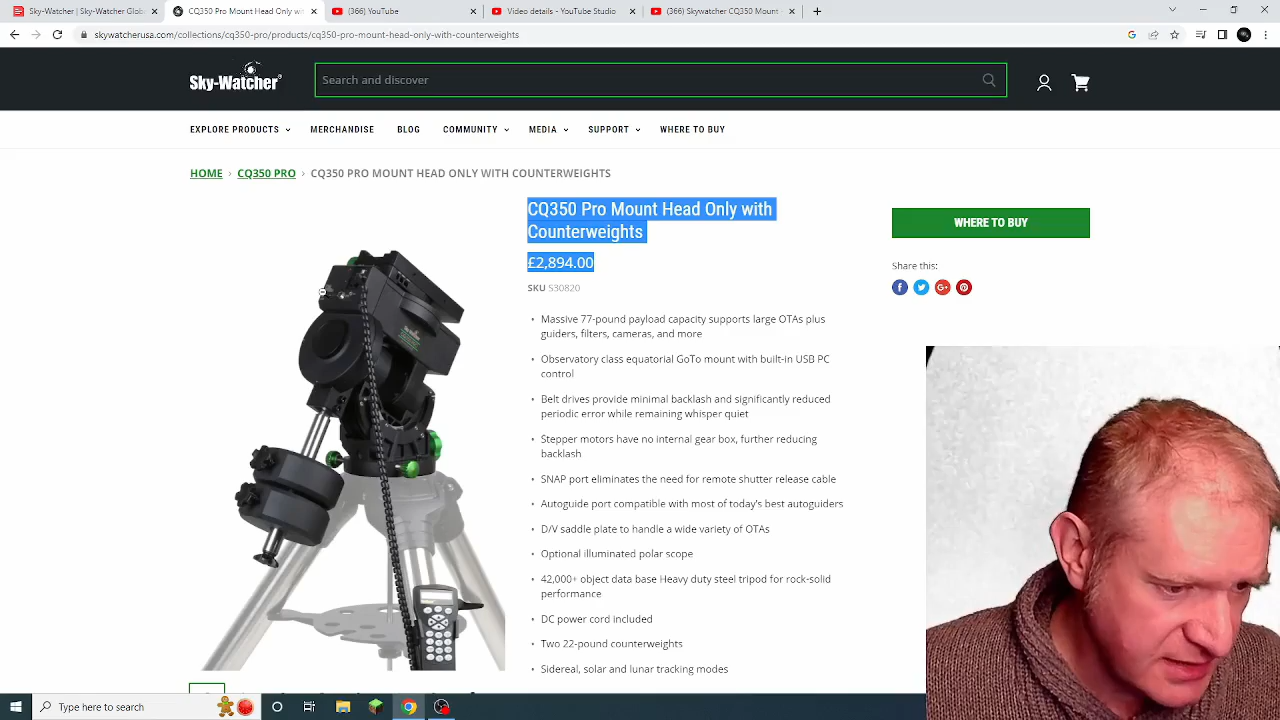 Sky-Watcher | Sky-Watcher Glob
CQ350 Pro Mount Head Only wi
(366) YouTube
Video details - YouTube Studio
(366) Skywatcher CQ350 Mount
skywatcherusa.com/collections/cq350-pro/products/cq350-pro-mount-head-only-with-counterweights
Sky-Watcher
Search and discover
EXPLORE PRODUCTS
MERCHANDISE
BLOG
COMMUNITY
MEDIA
SUPPORT
WHERE TO BUY
HOME › CQ350 PRO › CQ350 PRO MOUNT HEAD ONLY WITH COUNTERWEIGHTS
CQ350 Pro Mount Head Only with
Counterweights
£2,894.00
SKU S30820
WHERE TO BUY
Share this:
• Massive 77-pound payload capacity supports large OTAs plus
guiders, filters, cameras, and more
• Observatory class equatorial GoTo mount with built-in USB PC
control
• Belt drives provide minimal backlash and significantly reduced
periodic error while remaining whisper quiet
• Stepper motors have no internal gear box, further reducing
backlash
• SNAP port eliminates the need for remote shutter release cable
• Autoguide port compatible with most of today's best autoguiders
• D/V saddle plate to handle a wide variety of OTAs
• Optional illuminated polar scope
• 42,000+ object data base Heavy duty steel tripod for rock-solid
performance
• DC power cord included
• Two 22-pound counterweights
• Sidereal, solar and lunar tracking modes
Type here to search